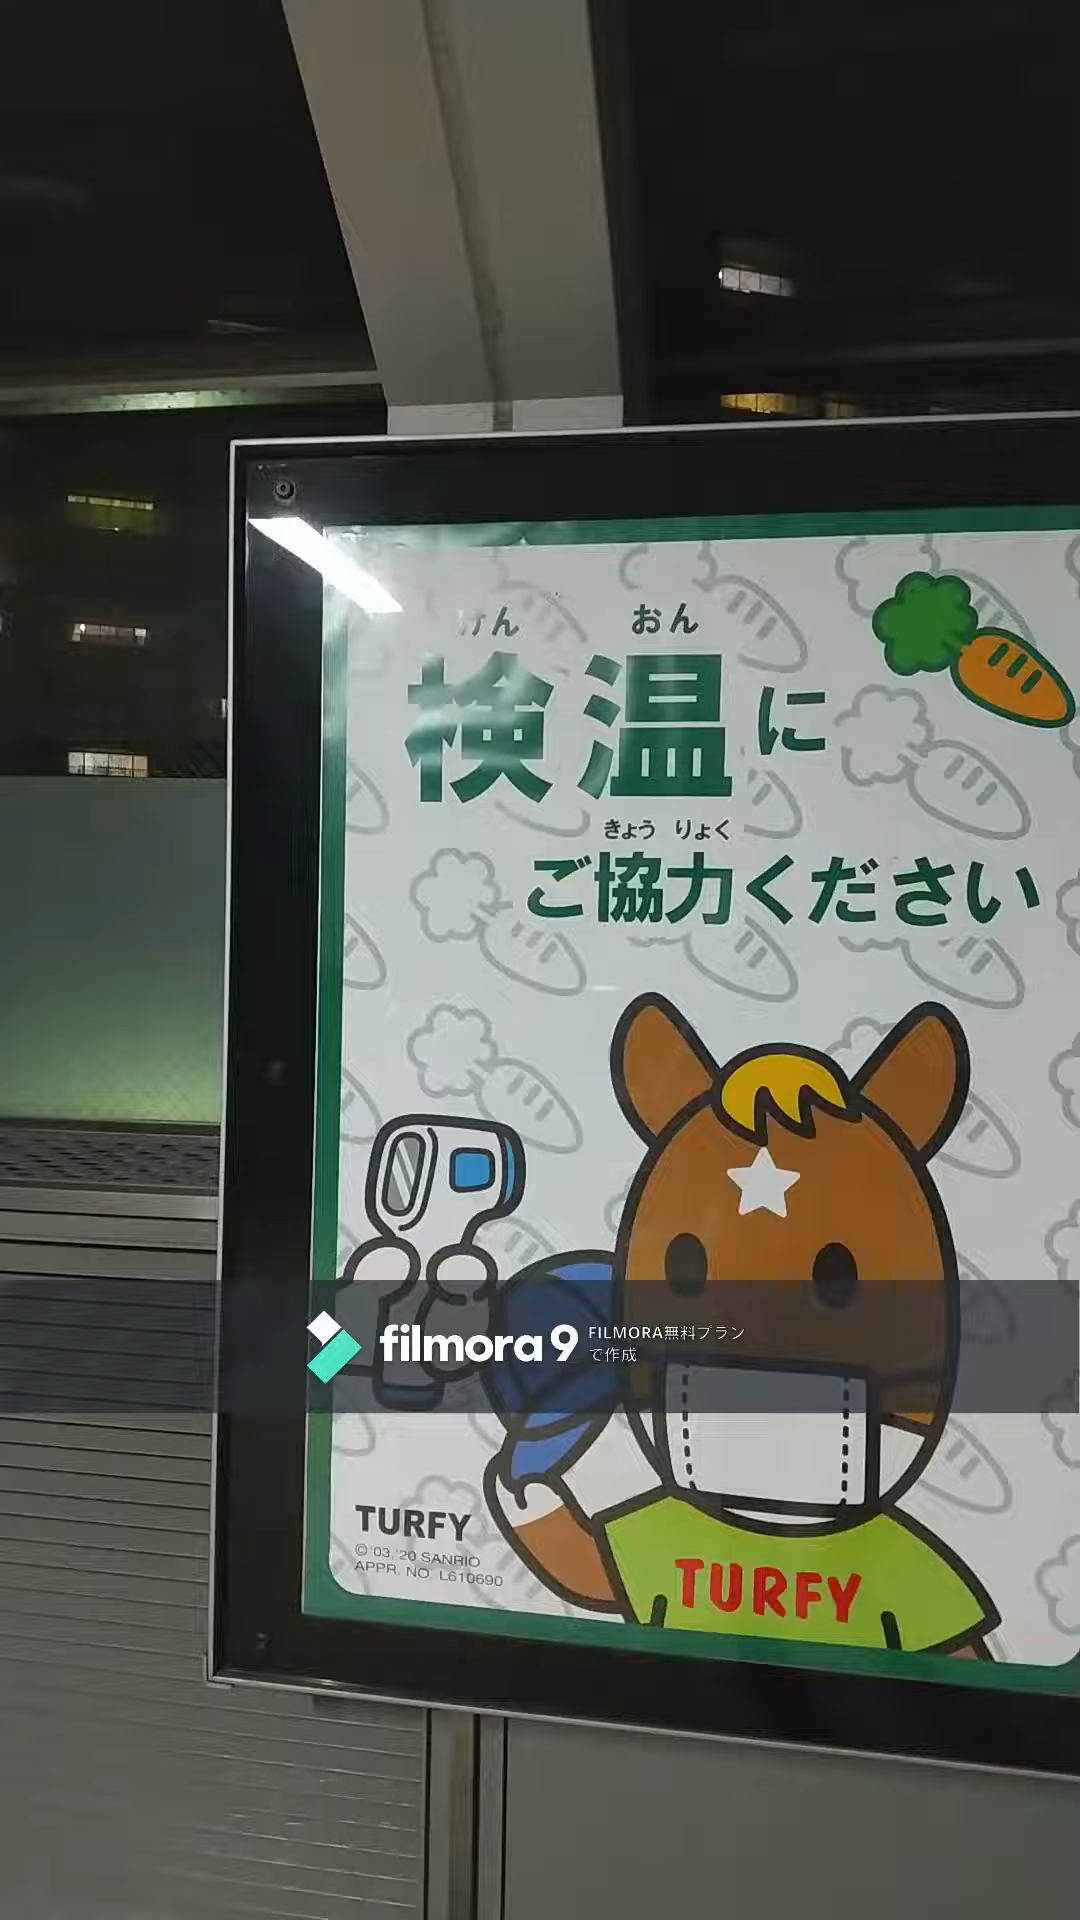 けん おん
検温に
きょう りょく
ご協力ください
filmora9 FILMORA無料プラン
で作成
TURFY
© '03, '20 SANRIO
APPR. NO. L610690
TURFY